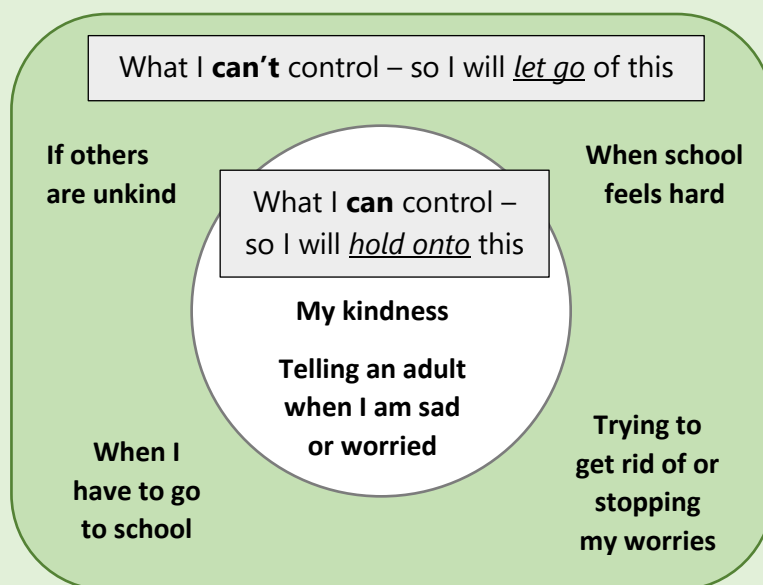 What I can't control – so I will let go of this
If others
are unkind
When school
feels hard
What I can control –
so I will hold onto this
My kindness
Telling an adult
when I am sad
or worried
When I
have to go
to school
Trying to
get rid of or
stopping
my worries